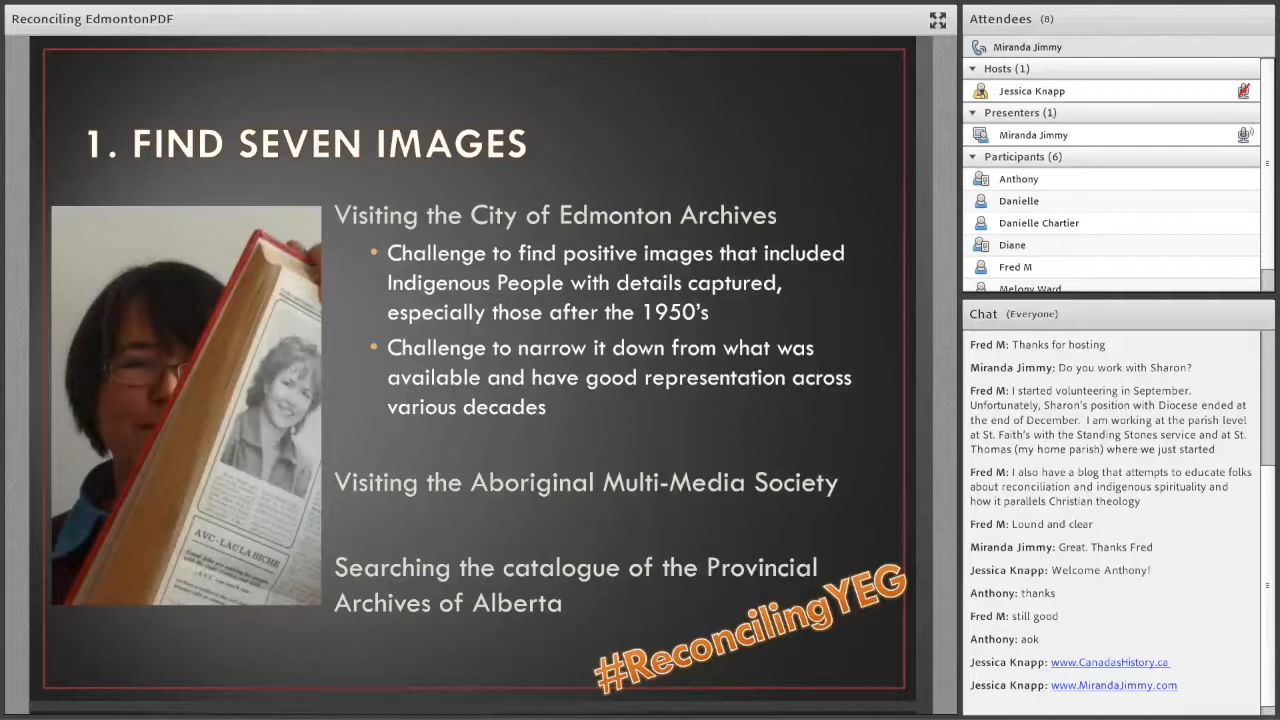 Reconciling EdmontonPDF
1. FIND SEVEN IMAGES
Visiting the City of Edmonton Archives
• Challenge to find positive images that included
Indigenous People with details captured,
especially those after the 1950's
• Challenge to narrow it down from what was
available and have good representation across
various decades
Visiting the Aboriginal Multi-Media Society
Searching the catalogue of the Provincial
Archives of Alberta
#ReconcilingYEG
AVC - LAC LA BICHE
Attendees (8)
Miranda Jimmy
Hosts (1)
Jessica Knapp
Presenters (1)
Miranda Jimmy
Participants (6)
Anthony
Danielle
Danielle Chartier
Diane
Fred M
Melony Ward
Chat (Everyone)
Fred M: Thanks for hosting
Miranda Jimmy: Do you work with Sharon?
Fred M: I started volunteering in September.
Unfortunately, Sharon's position with Diocese ended at
the end of December. I am working at the parish level
at St. Faith's with the Standing Stones service and at St.
Thomas (my home parish) where we just started
Fred M: I also have a blog that attempts to educate folks
about reconciliation and indigenous spirituality and
how it parallels Christian theology
Fred M: Lound and clear
Miranda Jimmy: Great. Thanks Fred
Jessica Knapp: Welcome Anthony!
Anthony: thanks
Fred M: still good
Anthony: aok
Jessica Knapp: www.CanadasHistory.ca
Jessica Knapp: www.MirandaJimmy.com